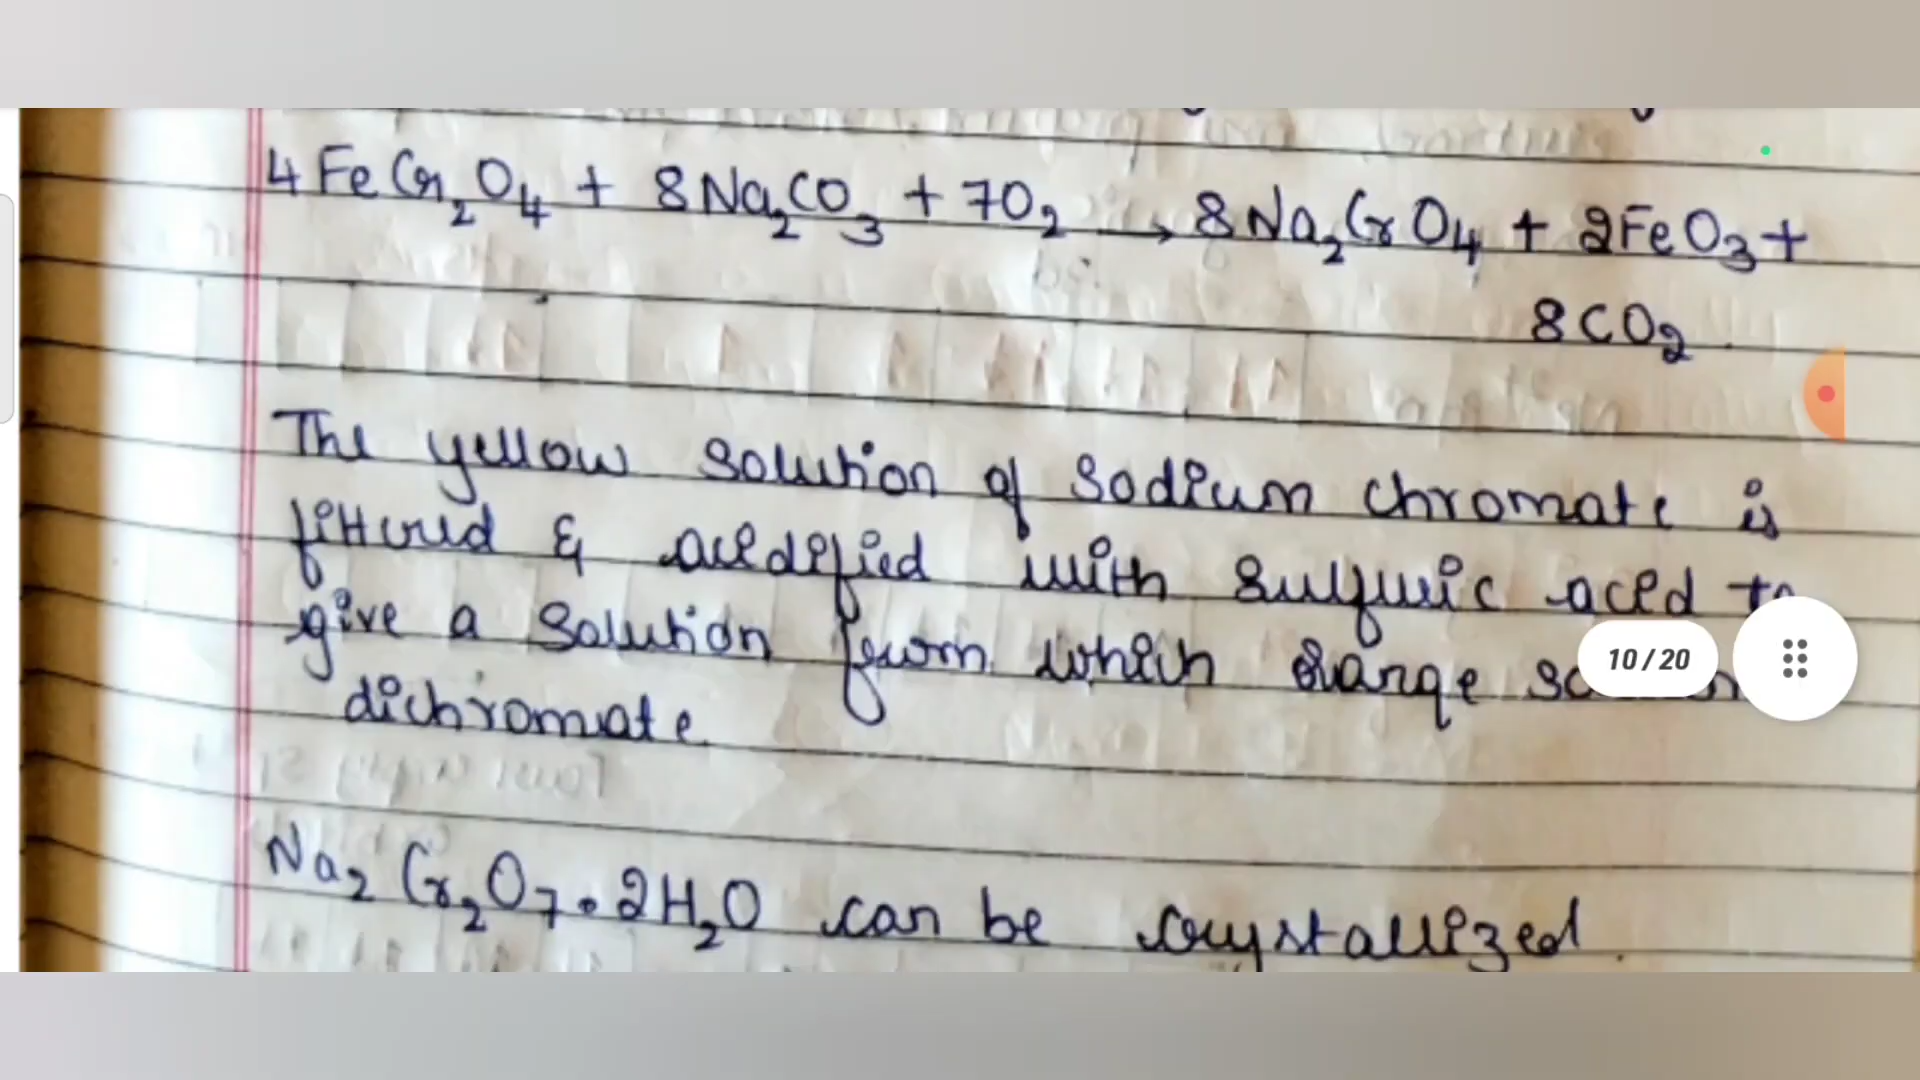 4FeCr₂O₄ + 8Na₂CO₃ + 7O₂ → 8Na₂CrO₄ + 2FeO₃ +
8CO₂
The yellow solution of sodium chromate is
filtered & acidified with sulfuric acid to
give a solution from which orange
dichromate
10/20
Na₂Cr₂O₇•2H₂O can be crystallized.